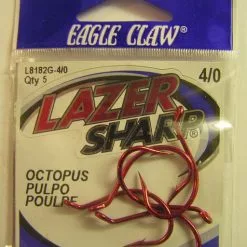 EAGLE CLAW®
L8182G-4/0
Qty 5
4/0
LAZER
SHARP®
OCTOPUS
PULPO
POULPE